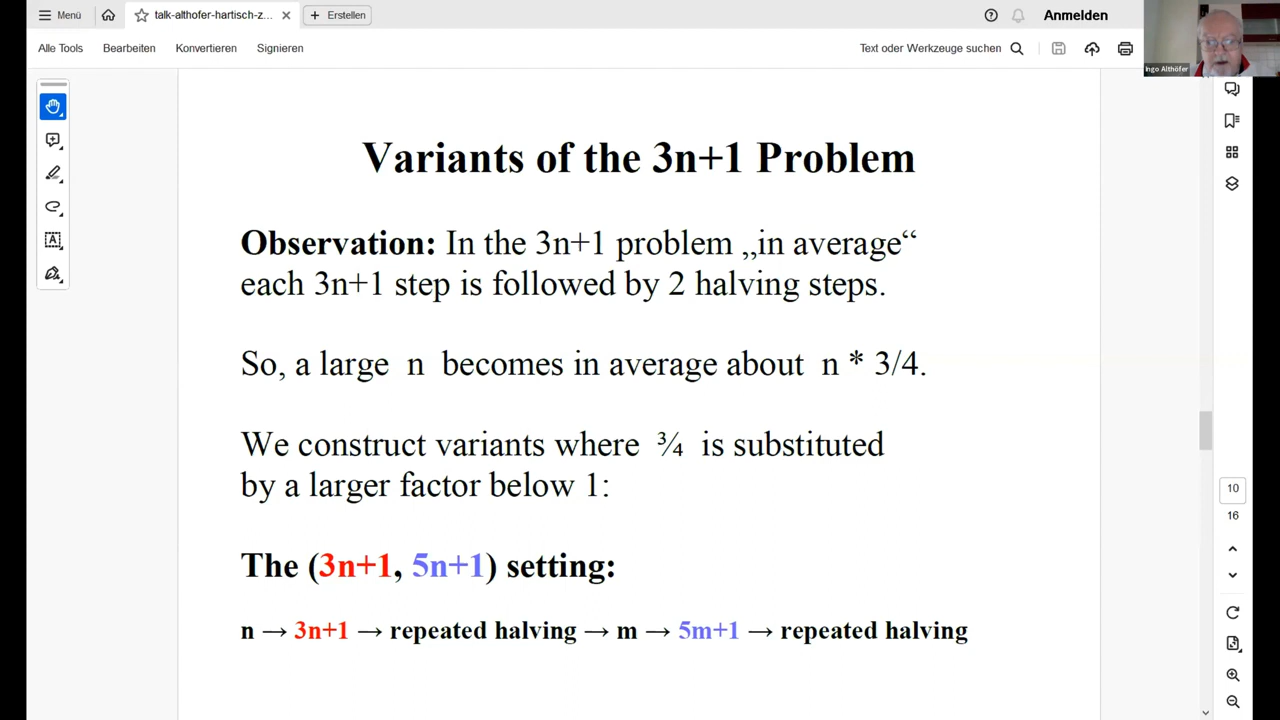 Menü
talk-althofer-hartisch-z...
Erstellen
Anmelden
Alle Tools
Bearbeiten
Konvertieren
Signieren
Text oder Werkzeuge suchen
Ingo Althöfer
Variants of the 3n+1 Problem
Observation: In the 3n+1 problem „in average“
each 3n+1 step is followed by 2 halving steps.
So, a large n becomes in average about n * 3/4.
We construct variants where ¾ is substituted
by a larger factor below 1:
The (3n+1, 5n+1) setting:
n → 3n+1 → repeated halving → m → 5m+1 → repeated halving
10
16